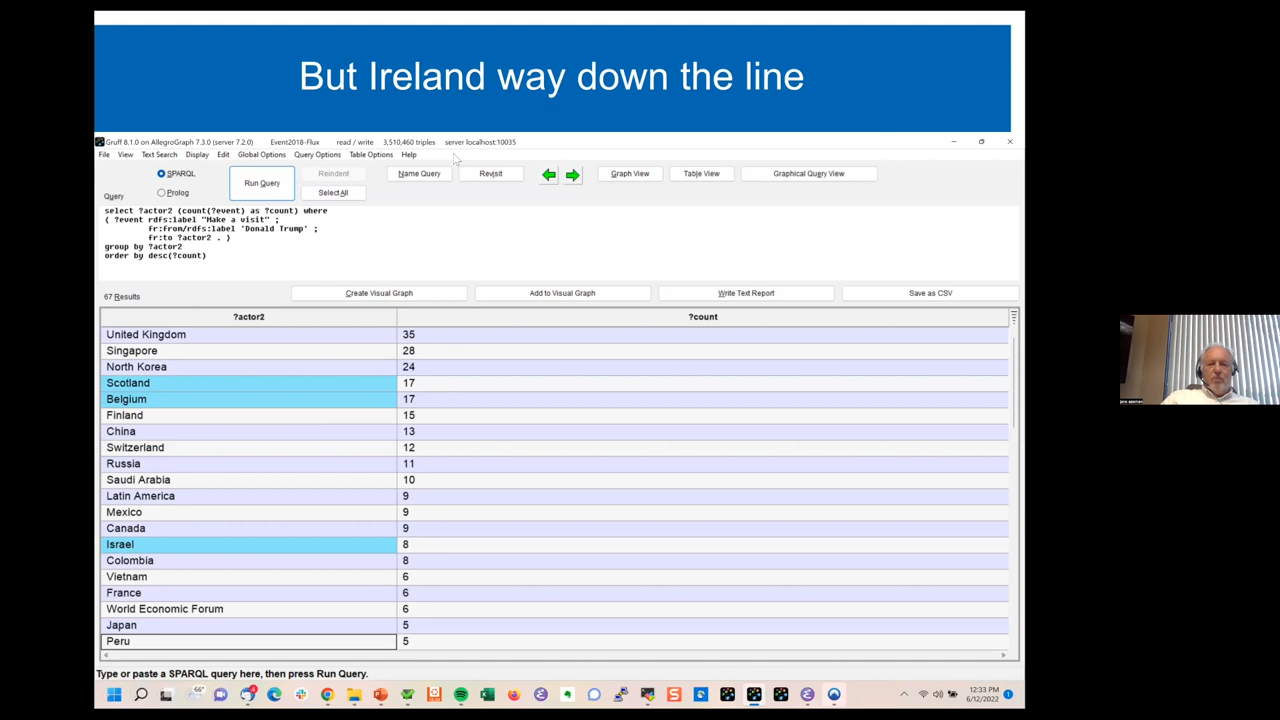 But Ireland way down the line
Gruff 8.1.0 on AllegroGraph 7.3.0 (server 7.2.0) Event2018-Flux read / write 3,510,460 triples server localhost:10035
File View Text Search Display Edit Global Options Query Options Table Options Help
Query SPARQL Prolog Run Query Reindent Select All Name Query Revisit Graph View Table View Graphical Query View
select ?actor2 (count(?event) as ?count) where
{ ?event rdfs:label "Make a visit" ;
fr:from/rdfs:label 'Donald Trump' ;
fr:to ?actor2 . }
group by ?actor2
order by desc(?count)
67 Results Create Visual Graph Add to Visual Graph Write Text Report Save as CSV
?actor2 ?count
United Kingdom 35
Singapore 28
North Korea 24
Scotland 17
Belgium 17
Finland 15
China 13
Switzerland 12
Russia 11
Saudi Arabia 10
Latin America 9
Mexico 9
Canada 9
Israel 8
Colombia 8
Vietnam 6
France 6
World Economic Forum 6
Japan 5
Peru 5
Type or paste a SPARQL query here, then press Run Query.
66°
12:33 PM
6/12/2022